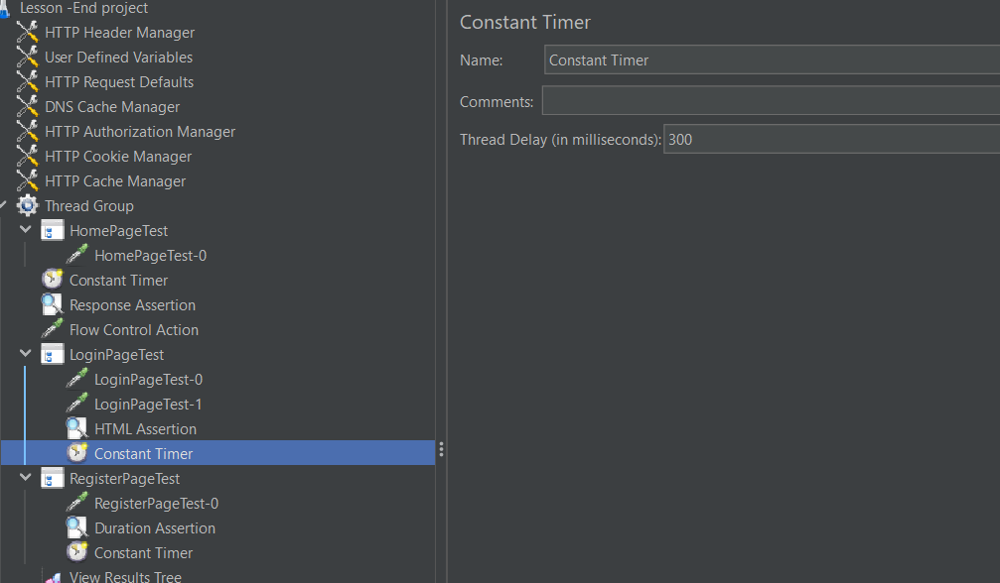 Lesson -End project
HTTP Header Manager
User Defined Variables
HTTP Request Defaults
DNS Cache Manager
HTTP Authorization Manager
HTTP Cookie Manager
HTTP Cache Manager
Thread Group
HomePageTest
HomePageTest-0
Constant Timer
Response Assertion
Flow Control Action
LoginPageTest
LoginPageTest-0
LoginPageTest-1
HTML Assertion
Constant Timer
RegisterPageTest
RegisterPageTest-0
Duration Assertion
Constant Timer
View Results Tree
Constant Timer
Name: Constant Timer
Comments:
Thread Delay (in milliseconds): 300